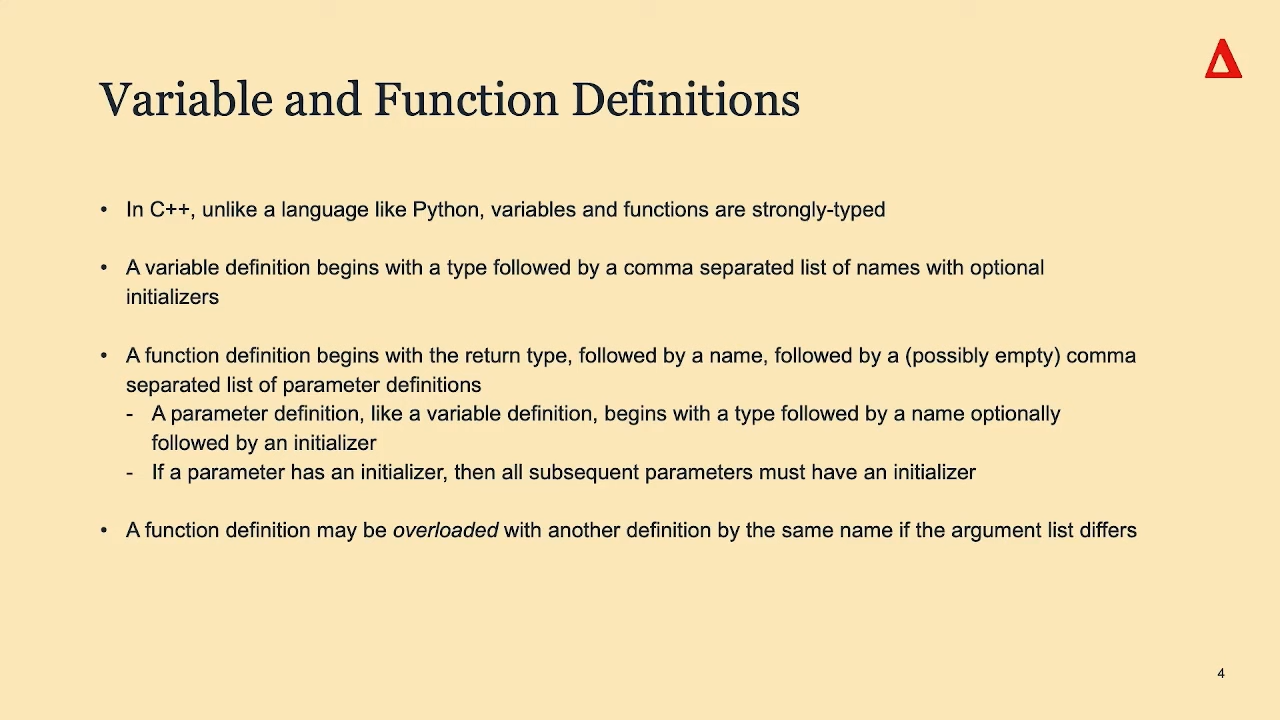 Variable and Function Definitions
• In C++, unlike a language like Python, variables and functions are strongly-typed
• A variable definition begins with a type followed by a comma separated list of names with optional
initializers
• A function definition begins with the return type, followed by a name, followed by a (possibly empty) comma
separated list of parameter definitions
- A parameter definition, like a variable definition, begins with a type followed by a name optionally
followed by an initializer
- If a parameter has an initializer, then all subsequent parameters must have an initializer
• A function definition may be overloaded with another definition by the same name if the argument list differs
4